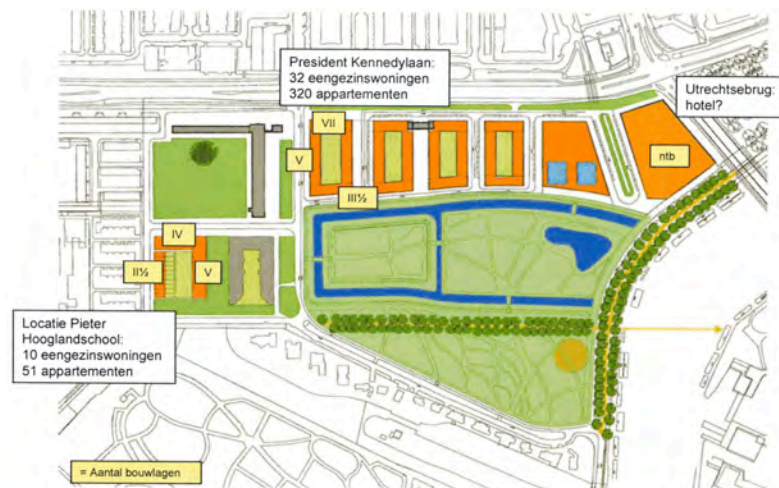 President Kennedylaan:
32 eengezinswoningen
320 appartementen
Utrechtsebrug:
hotel?
VII
V
ntb
III½
IV
II½
V
Locatie Pieter
Hooglandschool:
10 eengezinswoningen
51 appartementen
= Aantal bouwlagen